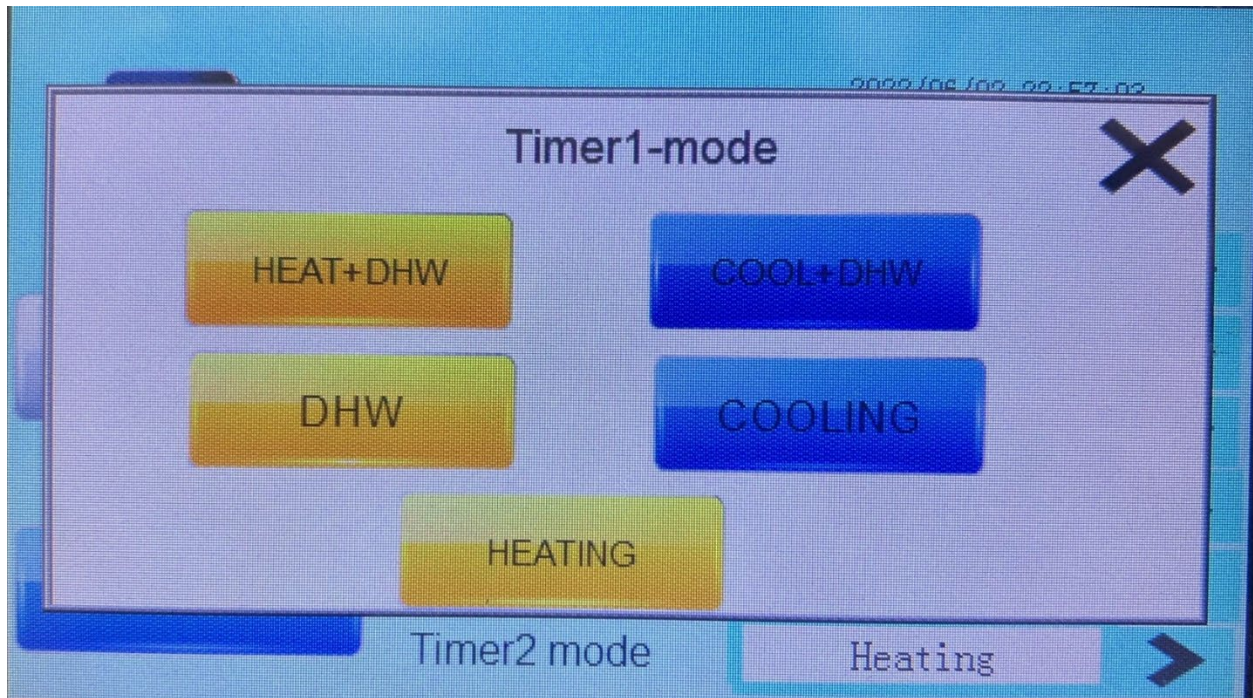 Timer1-mode
HEAT+DHW
COOL+DHW
DHW
COOLING
HEATING
Timer2 mode
Heating